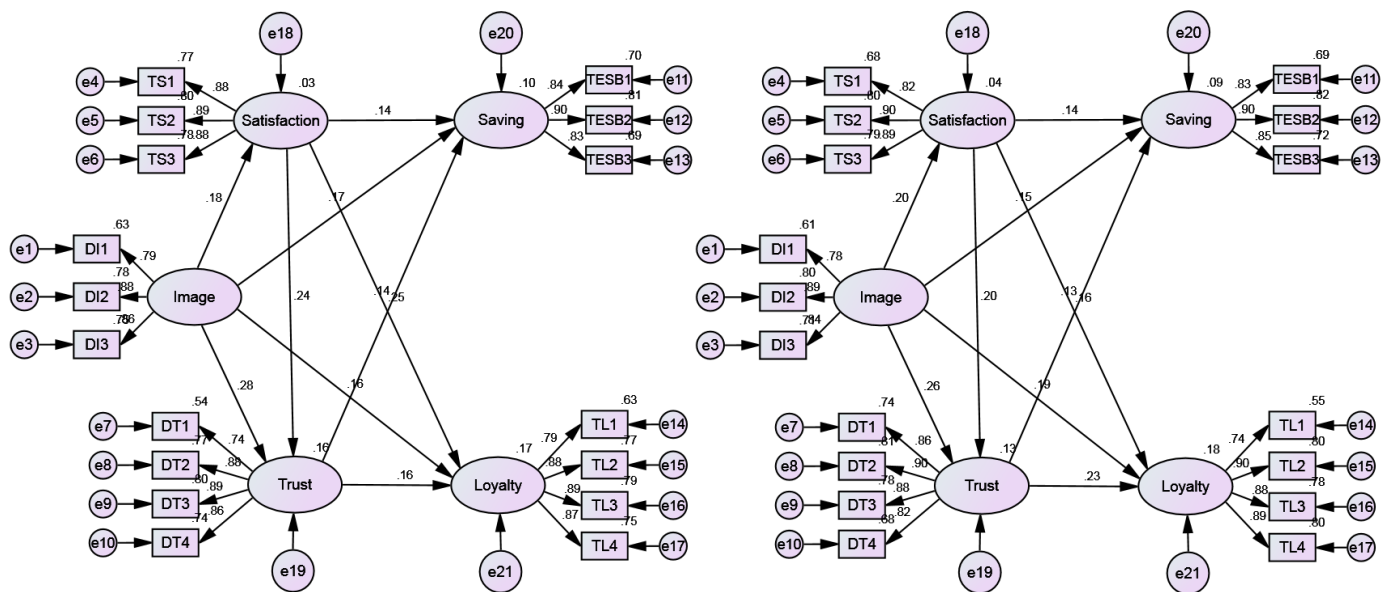 e18 e20 e18 e20
.77 .70 .68 .69
e4 TS1 .88 .03 .10 .84 TESB1 e11 e4 TS1 .82 .04 .09 .83 TESB1 e11
.80 .81 .80 .82
e5 TS2 .89 Satisfaction .14 Saving .90 TESB2 e12 e5 TS2 .90 Satisfaction .14 Saving .90 TESB2 e12
.78 .88 .83 .69 .79 .89 .85 .72
e6 TS3 TESB3 e13 e6 TS3 TESB3 e13
.18 .17 .20 .15
.63 .61
e1 DI1 .79 e1 DI1 .78
.78 .80
e2 DI2 .88 Image .24 .14 .25 e2 DI2 .89 Image .20 .13 .16
.86 .84
e3 DI3 e3 DI3
.28 .16 .26 .19
.54 .63 .74 .55
e7 DT1 .74 .79 TL1 e14 e7 DT1 .86 .74 TL1 e14
.77 .88 .16 .17 .77 .81 .90 .13 .18 .80
e8 DT2 .88 TL2 e15 e8 DT2 .90 TL2 e15
.80 .89 Trust .16 Loyalty .89 .79 .78 .88 Trust .23 Loyalty .88 .78
e9 DT3 TL3 e16 e9 DT3 TL3 e16
.74 .86 .87 .75 .68 .82 .89 .80
e10 DT4 TL4 e17 e10 DT4 TL4 e17
e19 e21 e19 e21